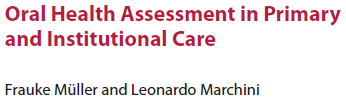 Oral Health Assessment in Primary
and Institutional Care
Frauke Müller and Leonardo Marchini